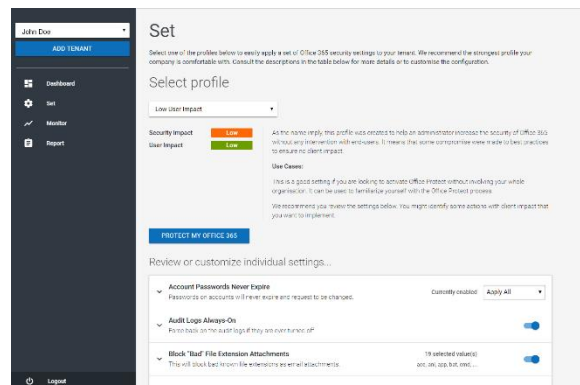 John Doe
ADD TENANT
Dashboard
Set
Monitor
Report
Logout
Set
Select one of the profiles below to easily apply a set of Office 365 security settings to your tenant. We recommend the strongest profile your
company is comfortable with. Consult the descriptions in the table below for more details or to customise the configuration.
Select profile
Low User Impact
Security Impact Low
User Impact Low
As the name imply, this profile was created to help an administrator increase the security of Office 365
without any intervention with end-users. It means that some compromise were made to best practices
to ensure no client impact.
Use Cases:
This is a good setting if you are looking to activate Office Protect without involving your whole
organisation. It can be used to familiarize yourself with the Office Protect process.
We recommend you review the settings below. You might identify some actions with client impact that
you want to implement.
PROTECT MY OFFICE 365
Review or customize individual settings...
Account Passwords Never Expire
Passwords on accounts will never expire and request to be changed.
Currently enabled Apply All
Audit Logs Always-On
Force back on the audit logs if they are ever turned off
Block "Bad" File Extension Attachments
This will block bad known file extensions as email attachments.
19 selected value(s)